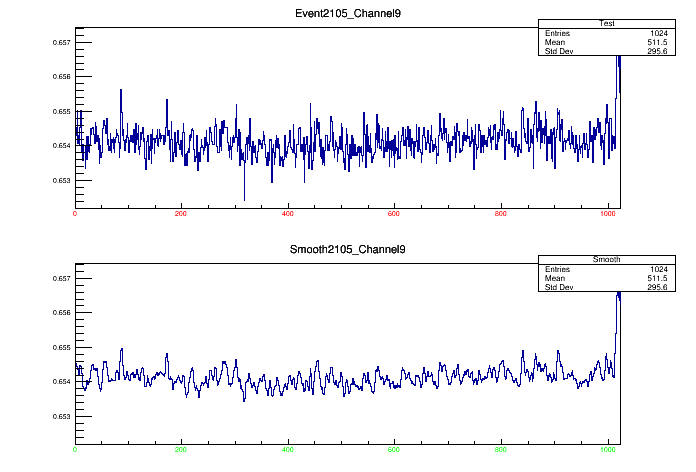 Event2105_Channel9
Test
Entries 1024
Mean 511.5
Std Dev 295.6
0.657
0.656
0.655
0.654
0.653
0 200 400 600 800 1000
Smooth2105_Channel9
Smooth
Entries 1024
Mean 511.5
Std Dev 295.6
0.657
0.656
0.655
0.654
0.653
0 200 400 600 800 1000